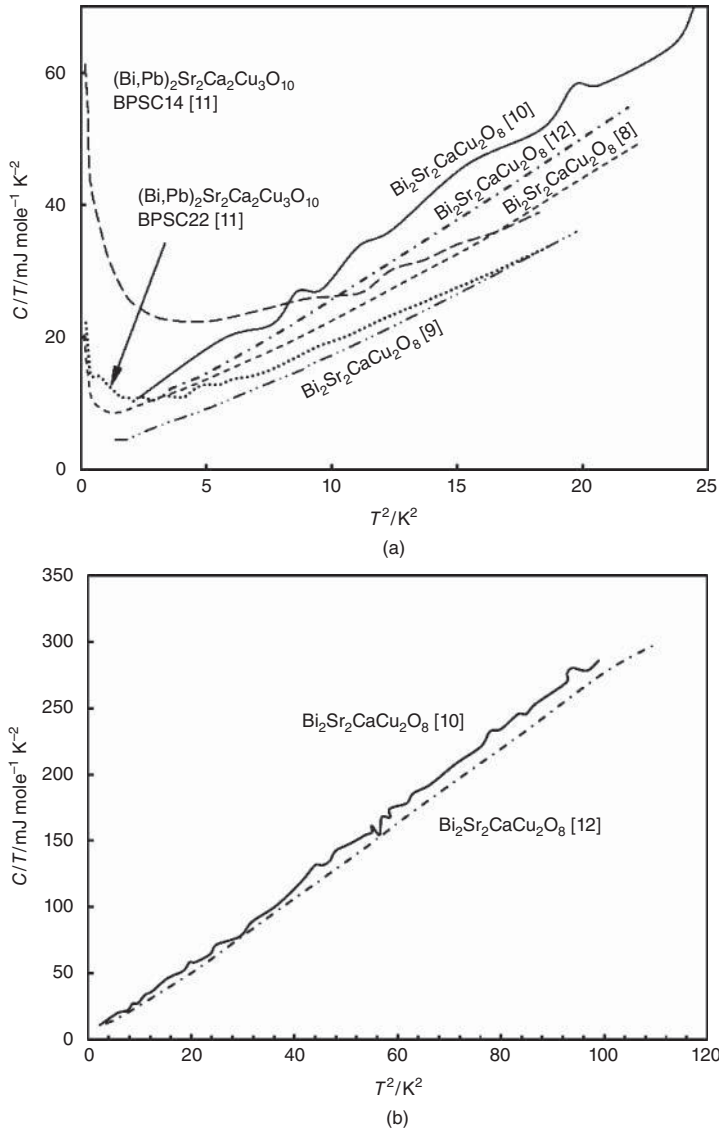 60
40
20
0
C/T/mJ mole⁻¹ K⁻²
(Bi,Pb)₂Sr₂Ca₂Cu₃O₁₀
BPSC14 [11]
(Bi,Pb)₂Sr₂Ca₂Cu₃O₁₀
BPSC22 [11]
Bi₂Sr₂CaCu₂O₈ [10]
Bi₂Sr₂CaCu₂O₈ [12]
Bi₂Sr₂CaCu₂O₈ [8]
Bi₂Sr₂CaCu₂O₈ [9]
0 5 10 15 20 25
T²/K²
(a)
350
300
250
200
150
100
50
0
C/T/mJ mole⁻¹ K⁻²
Bi₂Sr₂CaCu₂O₈ [10]
Bi₂Sr₂CaCu₂O₈ [12]
0 20 40 60 80 100 120
T²/K²
(b)